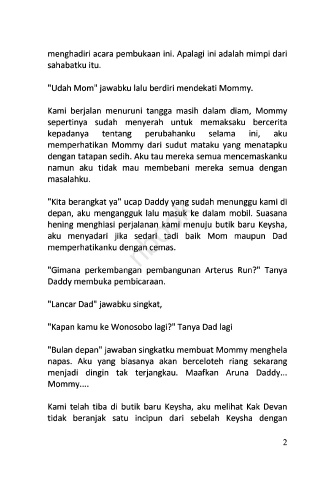 menghadiri acara pembukaan ini. Apalagi ini adalah mimpi dari
sahabatku itu.
"Udah Mom" jawabku lalu berdiri mendekati Mommy.
Kami berjalan menuruni tangga masih dalam diam, Mommy
sepertinya sudah menyerah untuk memaksaku bercerita
kepadanya tentang perubahanku selama ini, aku
memperhatikan Mommy dari sudut mataku yang menatapku
dengan tatapan sedih. Aku tau mereka semua mencemaskanku
namun aku tidak mau membebani mereka semua dengan
masalahku.
"Kita berangkat ya" ucap Daddy yang sudah menunggu kami di
depan, aku mengangguk lalu masuk ke dalam mobil. Suasana
hening menghiasi perjalanan kami menuju butik baru Keysha,
aku menyadari jika sedari tadi baik Mom maupun Dad
memperhatikanku dengan cemas.
"Gimana perkembangan pembangunan Arterus Run?" Tanya
Daddy membuka pembicaraan.
"Lancar Dad" jawabku singkat,
"Kapan kamu ke Wonosobo lagi?" Tanya Dad lagi
"Bulan depan" jawaban singkatku membuat Mommy menghela
napas. Aku yang biasanya akan berceloteh riang sekarang
menjadi dingin tak terjangkau. Maafkan Aruna Daddy...
Mommy....
Kami telah tiba di butik baru Keysha, aku melihat Kak Devan
tidak beranjak satu incipun dari sebelah Keysha dengan
2